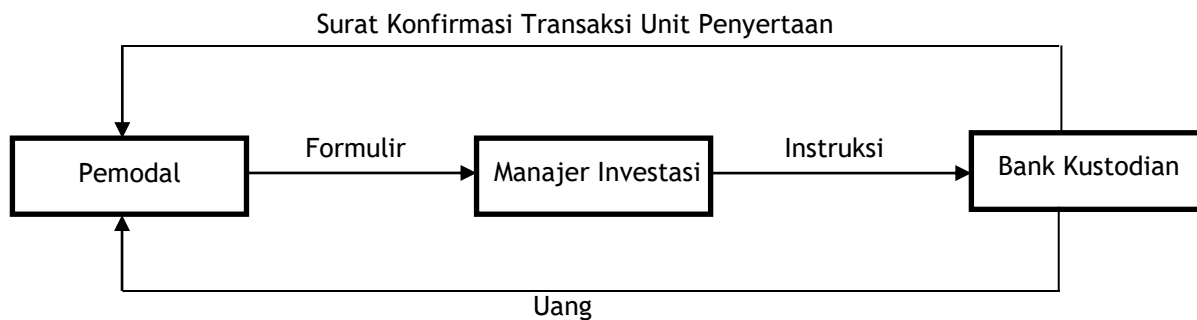 Surat Konfirmasi Transaksi Unit Penyertaan
Formulir
Instruksi
Pemodal
Manajer Investasi
Bank Kustodian
Uang